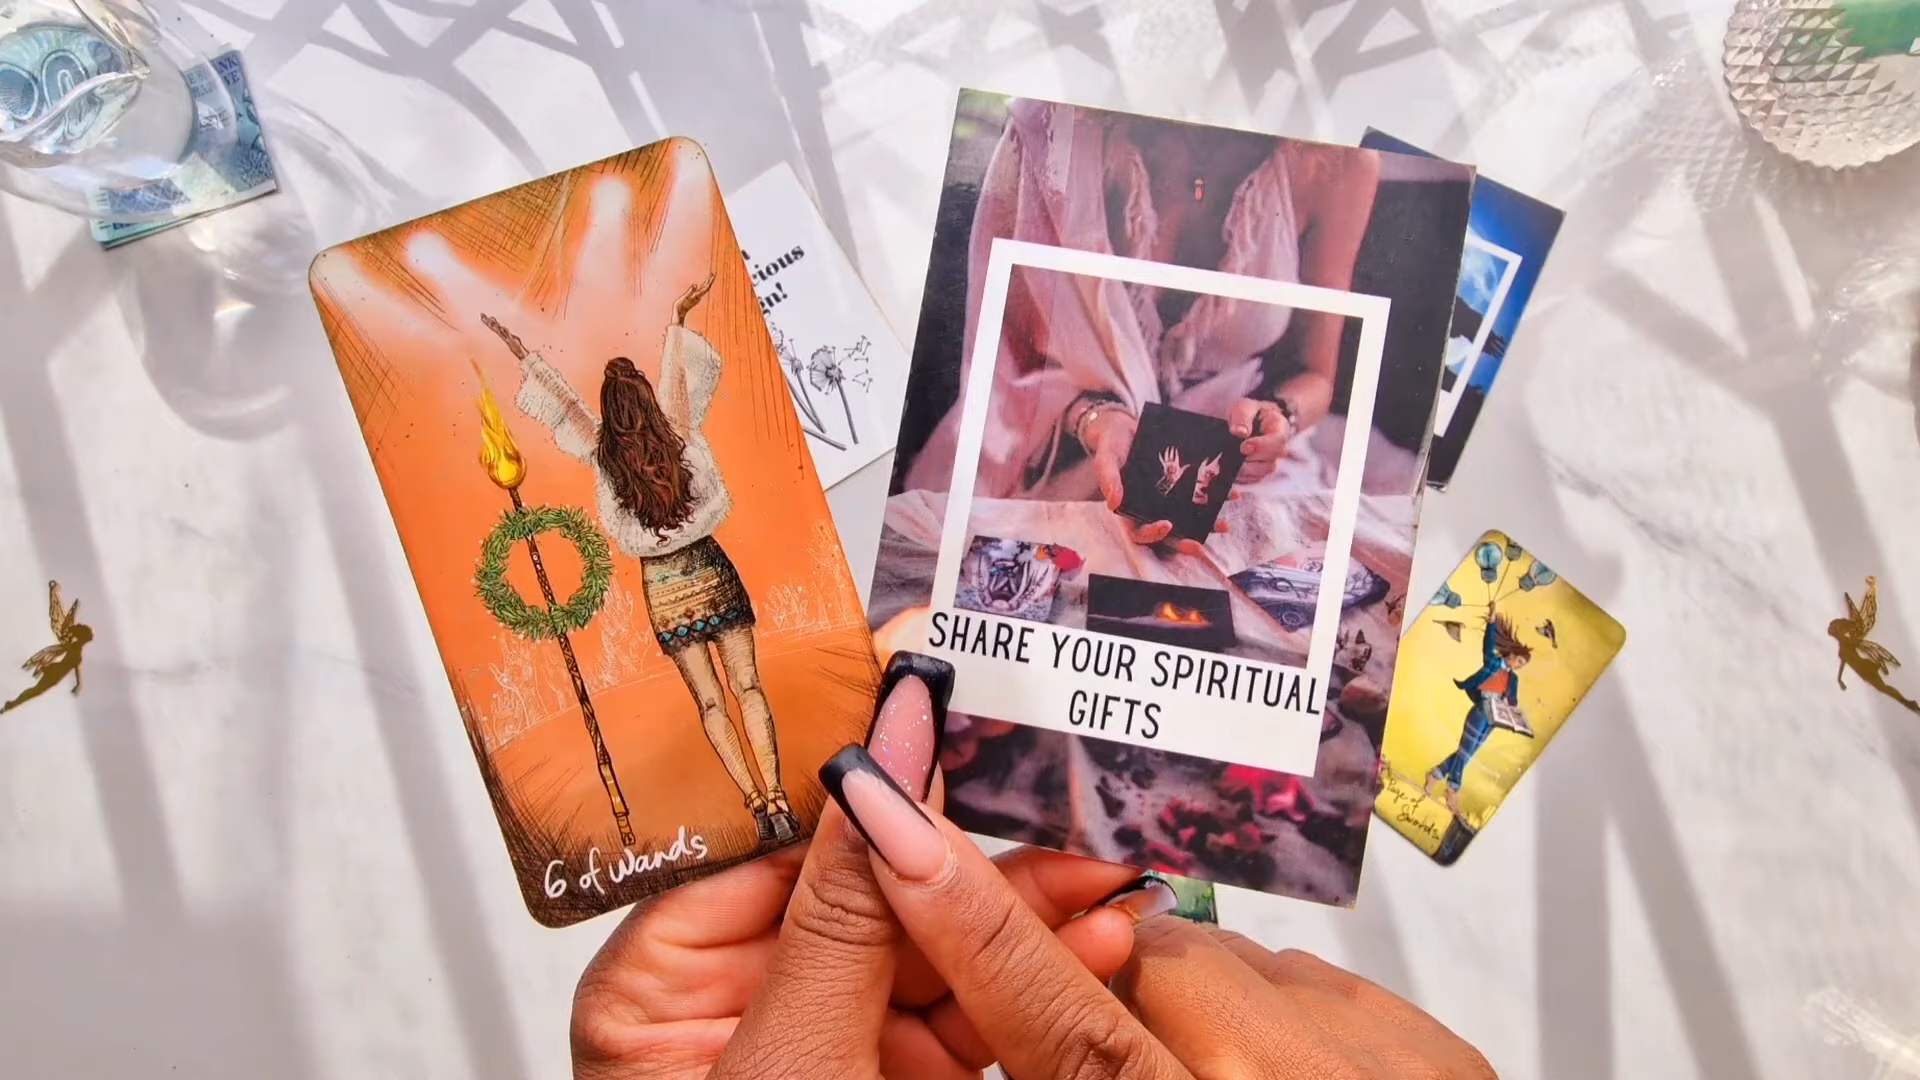 6 of Wands
SHARE YOUR SPIRITUAL
GIFTS
Page of
Swords